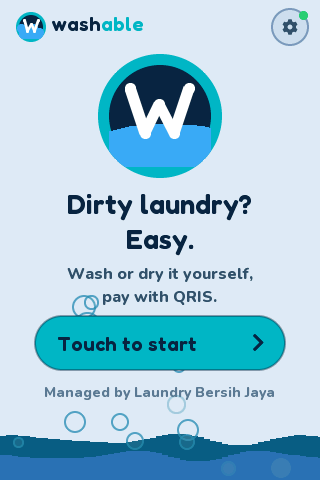 washable
W
Dirty laundry?
Easy.
Wash or dry it yourself,
pay with QRIS.
Touch to start
Managed by Laundry Bersih Jaya